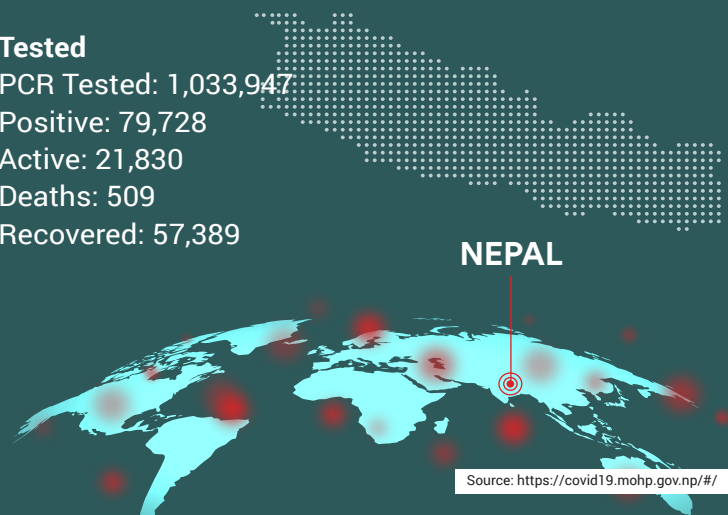 Tested
PCR Tested: 1,033,947
Positive: 79,728
Active: 21,830
Deaths: 509
Recovered: 57,389
NEPAL
Source: https://covid19.mohp.gov.np/#/